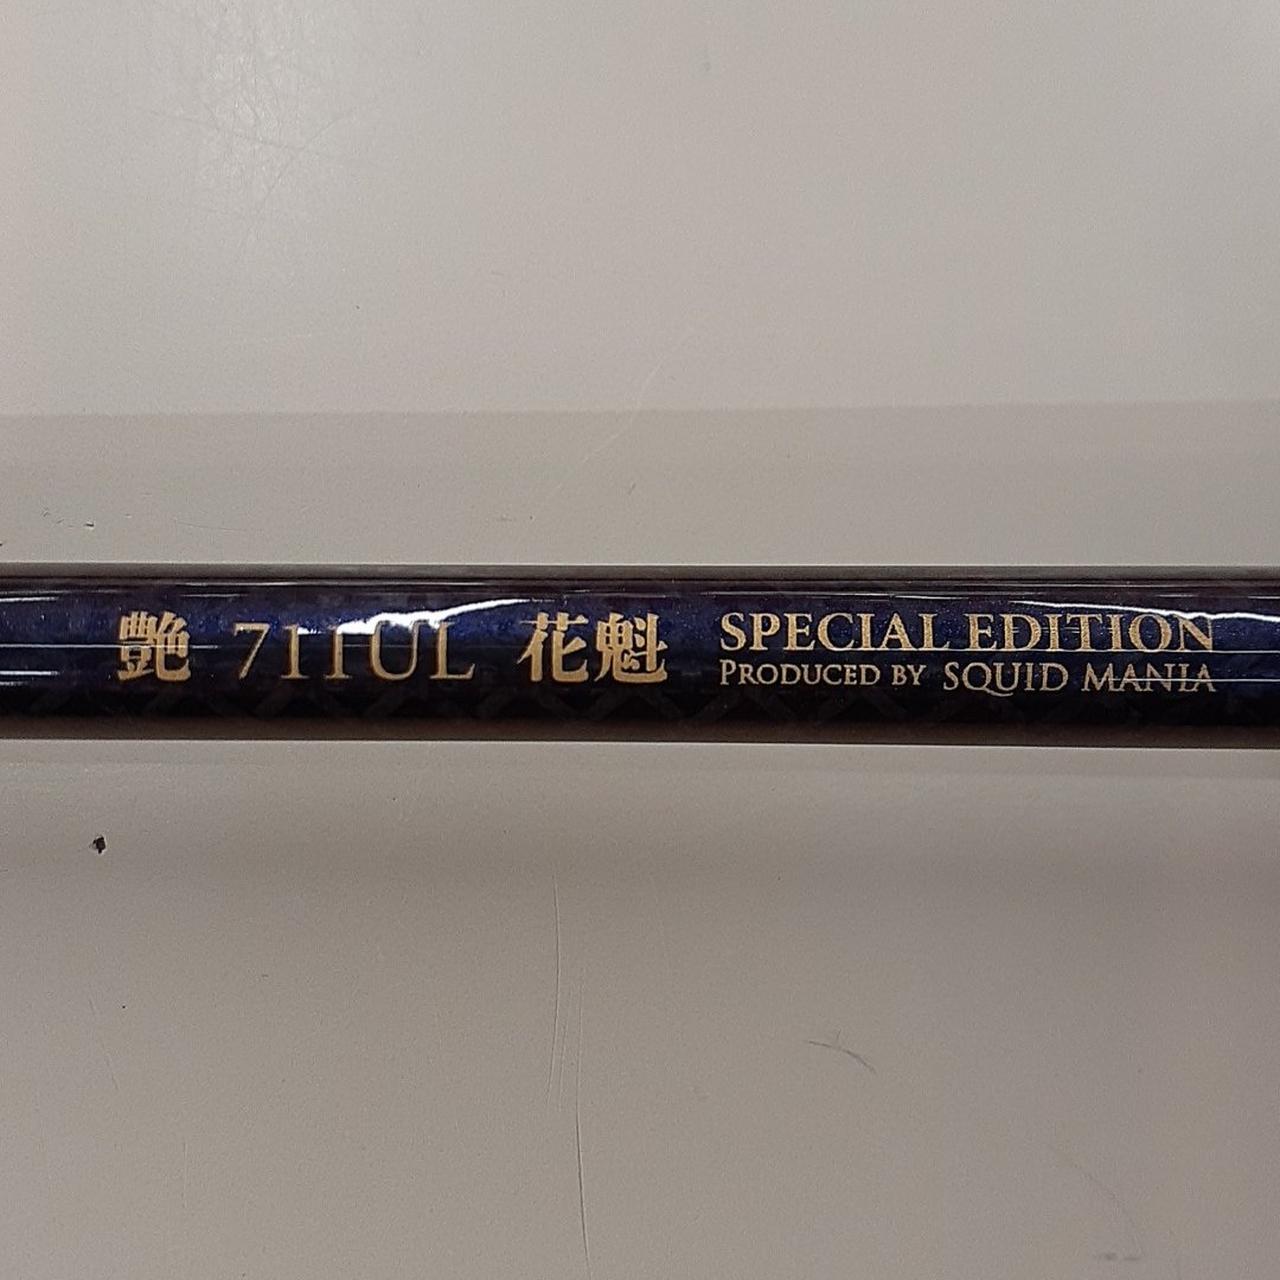 艶 711UL 花魁 SPECIAL EDITION
PRODUCED BY SQUID MANIA